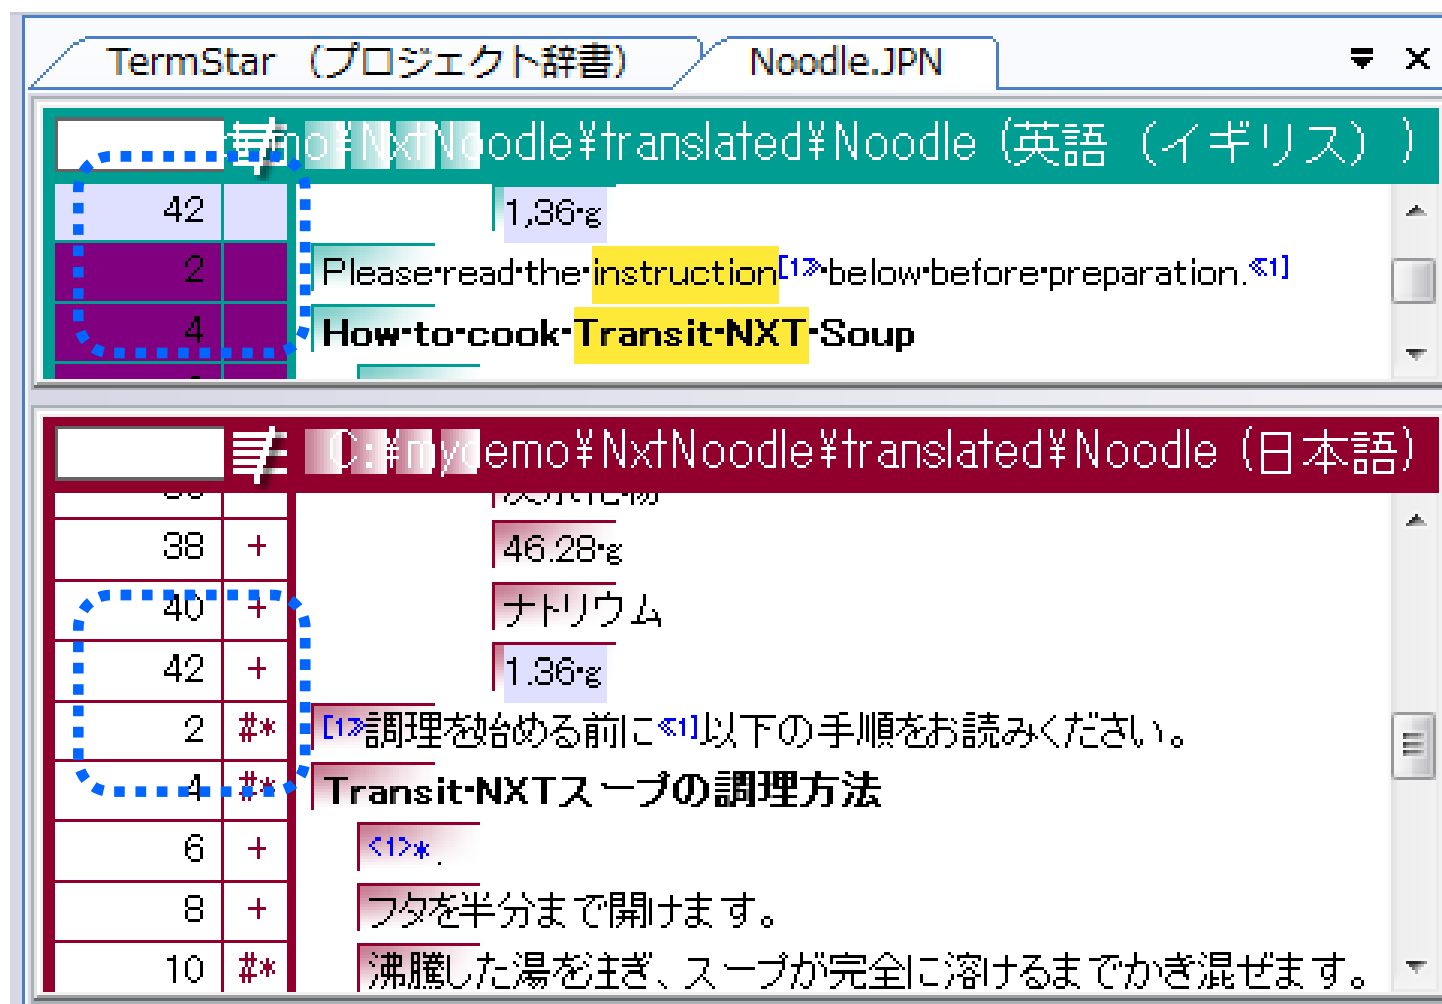 TermStar （プロジェクト辞書） Noodle.JPN
demo¥NxtNoodle¥translated¥Noodle（英語（イギリス））
42 1,36·g
2 Please·read·the·instruction[1≫·below·before·preparation.≪1]
4 How·to·cook·Transit·NXT·Soup
C:¥mydemo¥NxtNoodle¥translated¥Noodle（日本語）
38 + 46.28·g
40 + ナトリウム
42 + 1.36·g
2 #* [1≫調理を始める前に≪1]以下の手順をお読みください。
4 #* Transit·NXTスープの調理方法
6 + <1>*.
8 + フタを半分まで開けます。
10 #* 沸騰した湯を注ぎ、スープが完全に溶けるまでかき混ぜます。